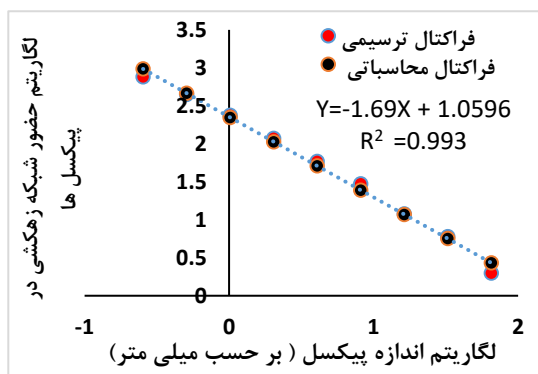 فراکتال ترسیمی
فراکتال محاسباتی
Y=-1.69X + 1.0596
R² =0.993
لگاریتم حضور شبکه زهکشی در
پیکسل ها
3.5
3
2.5
2
1.5
1
0.5
0
-1 0 1 2
لگاریتم اندازه پیکسل ( بر حسب میلی متر)